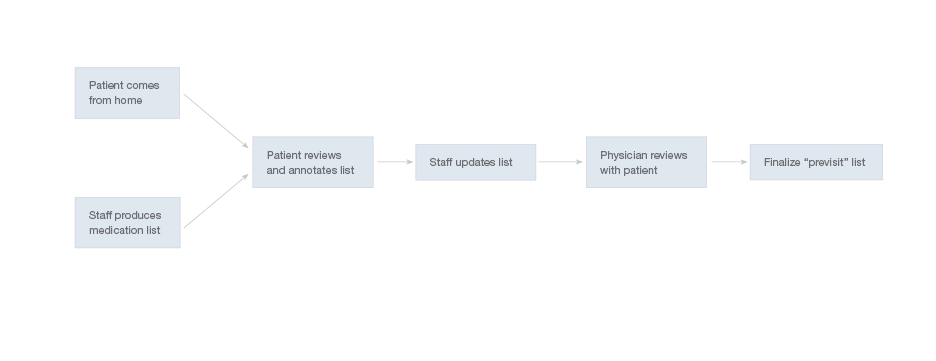 Patient comes
from home
Staff produces
medication list
Patient reviews
and annotates list
Staff updates list
Physician reviews
with patient
Finalize “previsit” list